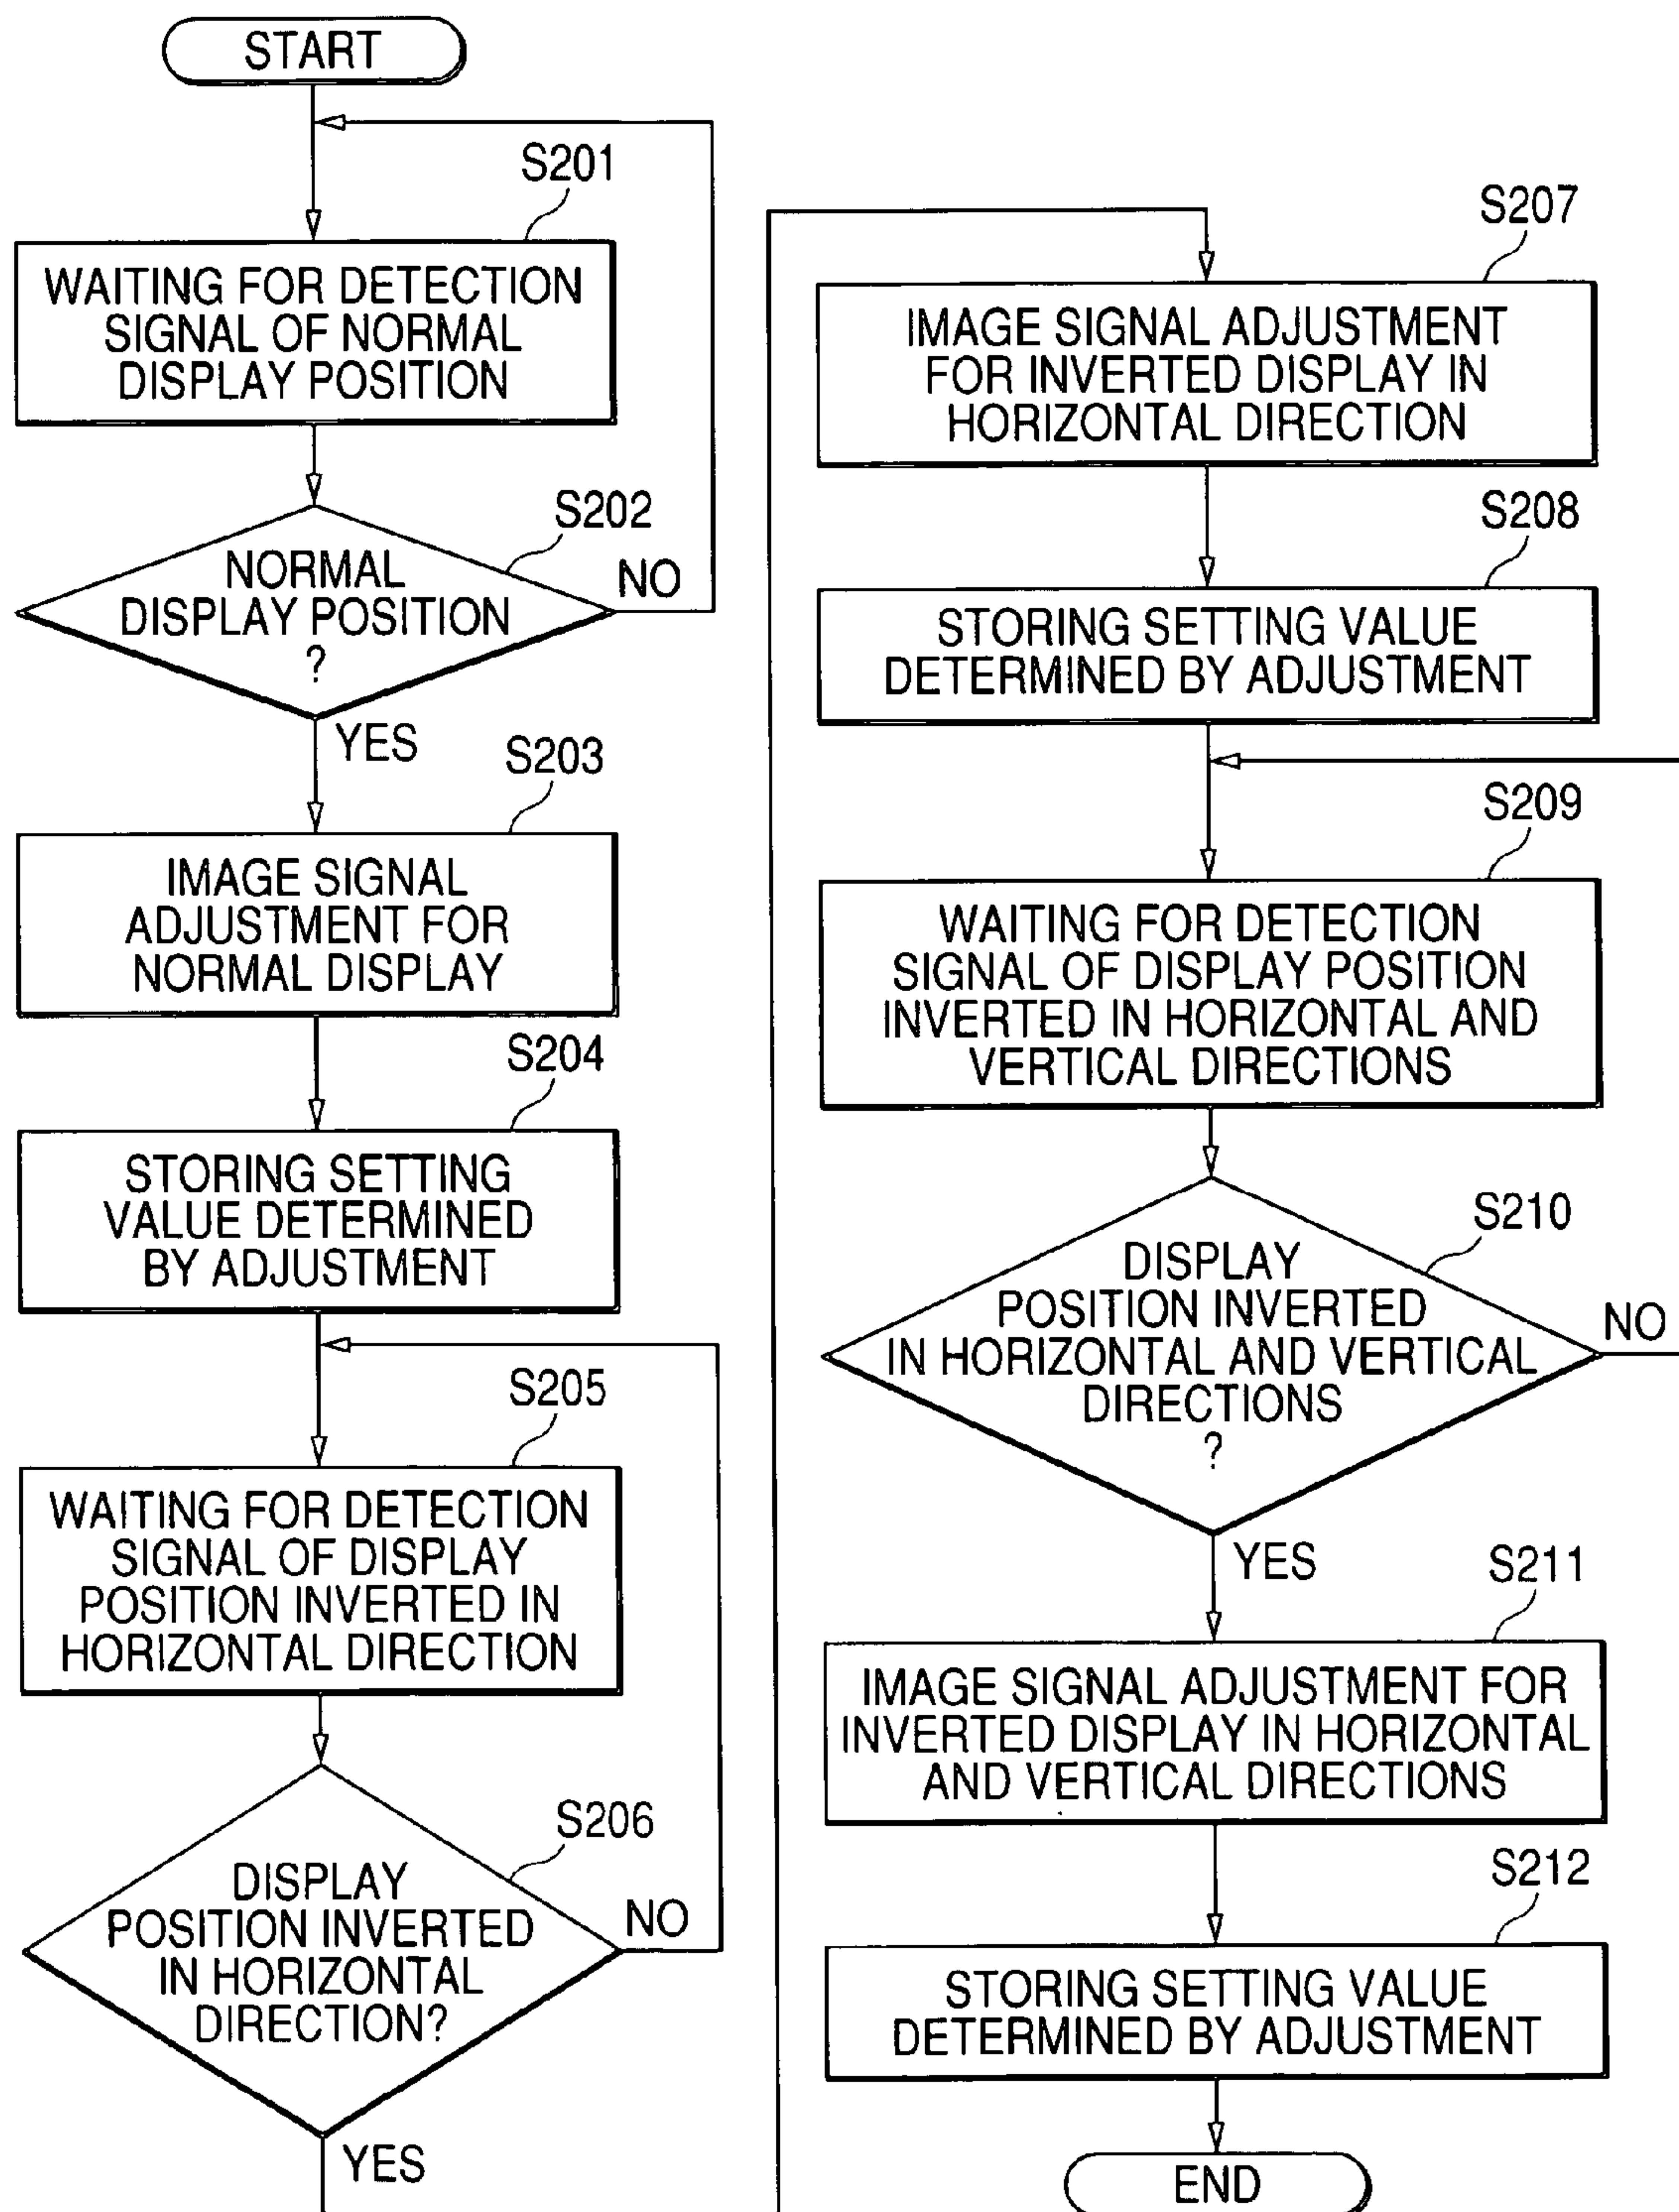 START
S201
WAITING FOR DETECTION
SIGNAL OF NORMAL
DISPLAY POSITION
S202
NORMAL
DISPLAY POSITION
?
NO
YES
S203
IMAGE SIGNAL
ADJUSTMENT FOR
NORMAL DISPLAY
S204
STORING SETTING
VALUE DETERMINED
BY ADJUSTMENT
S205
WAITING FOR DETECTION
SIGNAL OF DISPLAY
POSITION INVERTED IN
HORIZONTAL DIRECTION
S206
DISPLAY
POSITION INVERTED
IN HORIZONTAL
DIRECTION?
NO
YES
S207
IMAGE SIGNAL ADJUSTMENT
FOR INVERTED DISPLAY IN
HORIZONTAL DIRECTION
S208
STORING SETTING VALUE
DETERMINED BY ADJUSTMENT
S209
WAITING FOR DETECTION
SIGNAL OF DISPLAY POSITION
INVERTED IN HORIZONTAL AND
VERTICAL DIRECTIONS
S210
DISPLAY
POSITION INVERTED
IN HORIZONTAL AND VERTICAL
DIRECTIONS
?
NO
YES
S211
IMAGE SIGNAL ADJUSTMENT FOR
INVERTED DISPLAY IN HORIZONTAL
AND VERTICAL DIRECTIONS
S212
STORING SETTING VALUE
DETERMINED BY ADJUSTMENT
END